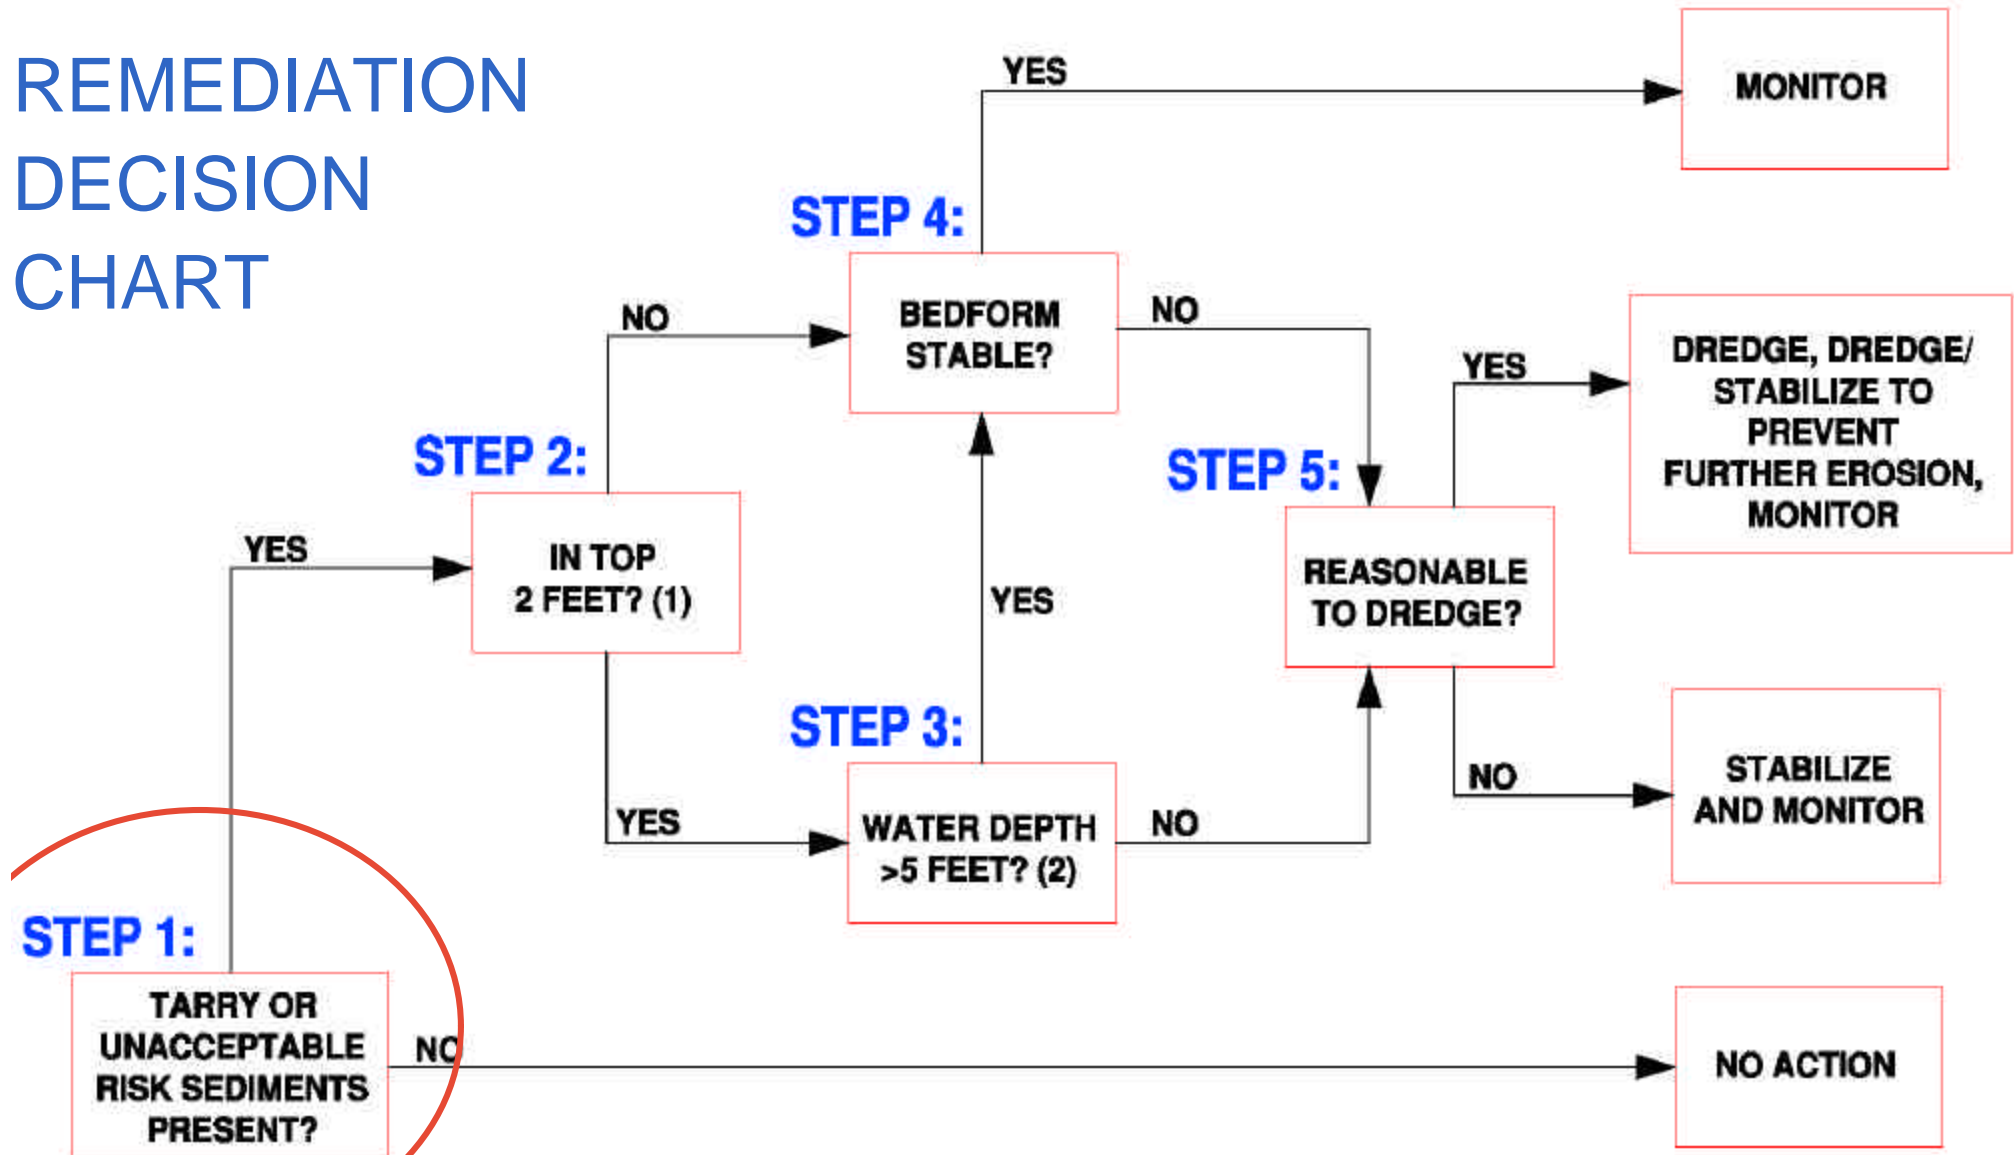 REMEDIATION
DECISION
CHART
YES
MONITOR
STEP 4:
BEDFORM
STABLE?
NO
NO
YES
DREDGE, DREDGE/
STABILIZE TO
PREVENT
FURTHER EROSION,
MONITOR
STEP 2:
IN TOP
2 FEET? (1)
YES
STEP 5:
REASONABLE
TO DREDGE?
YES
STEP 3:
WATER DEPTH
>5 FEET? (2)
YES
NO
NO
STABILIZE
AND MONITOR
STEP 1:
TARRY OR
UNACCEPTABLE
RISK SEDIMENTS
PRESENT?
NO
NO ACTION